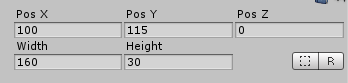 Pos X Pos Y Pos Z
100 115 0
Width Height
160 30 R